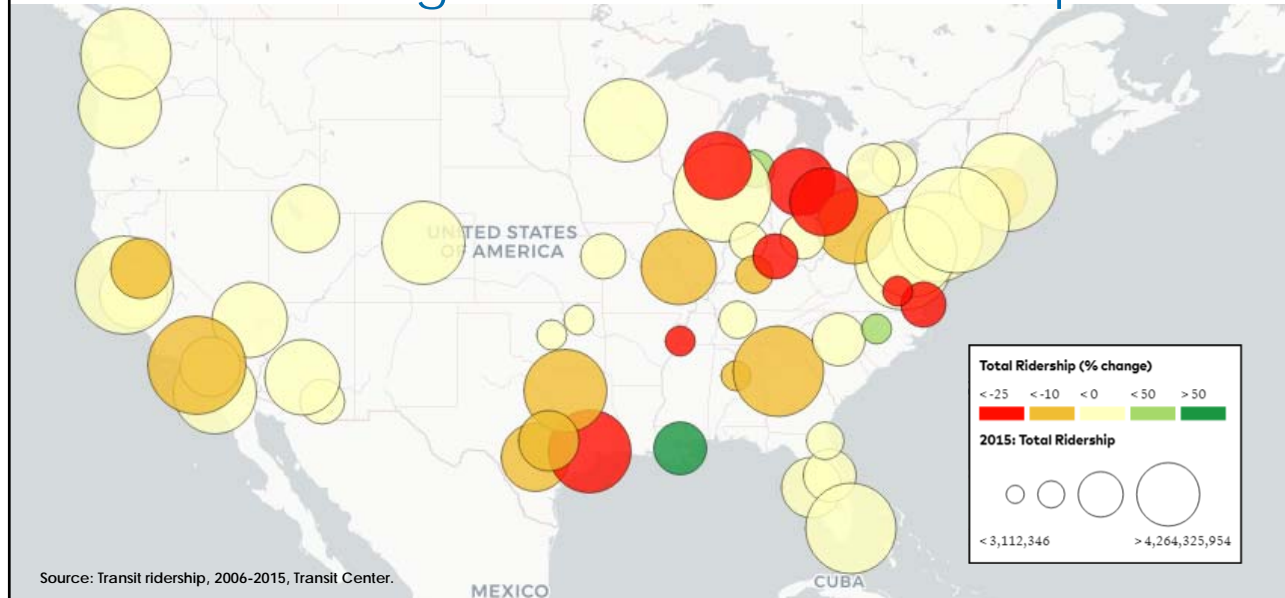 UNITED STATES
OF AMERICA
Total Ridership (% change)
<-25 <-10 <0 <50 >50
2015: Total Ridership
<3,112,346 >4,264,325,954
Source: Transit ridership, 2006-2015, Transit Center.
MEXICO
CUBA